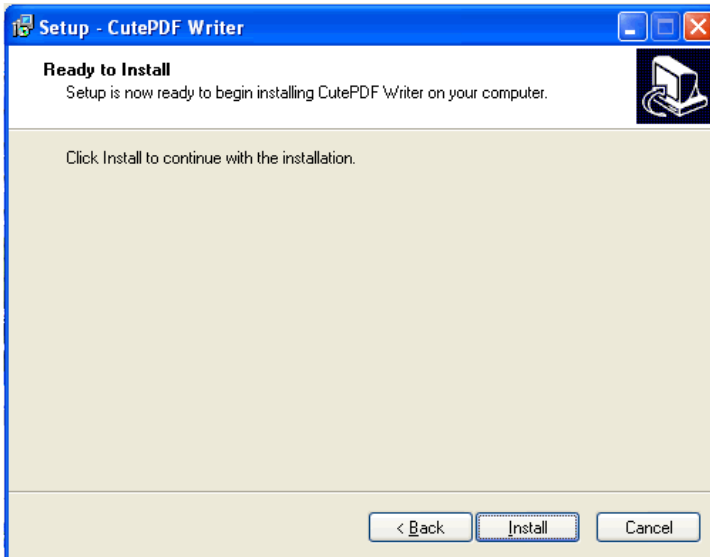 Setup - CutePDF Writer
Ready to Install
Setup is now ready to begin installing CutePDF Writer on your computer.
Click Install to continue with the installation.
< Back Install Cancel